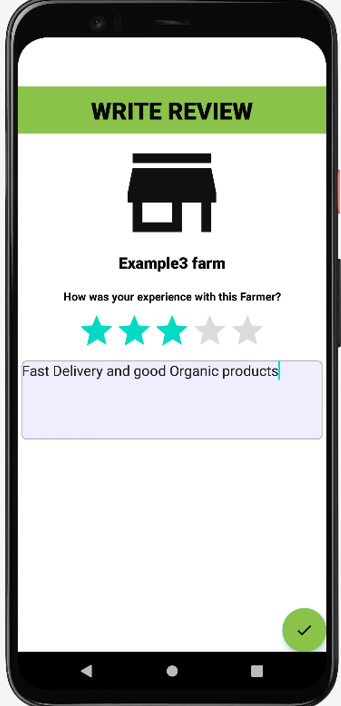 WRITE REVIEW
Example3 farm
How was your experience with this Farmer?
Fast Delivery and good Organic products